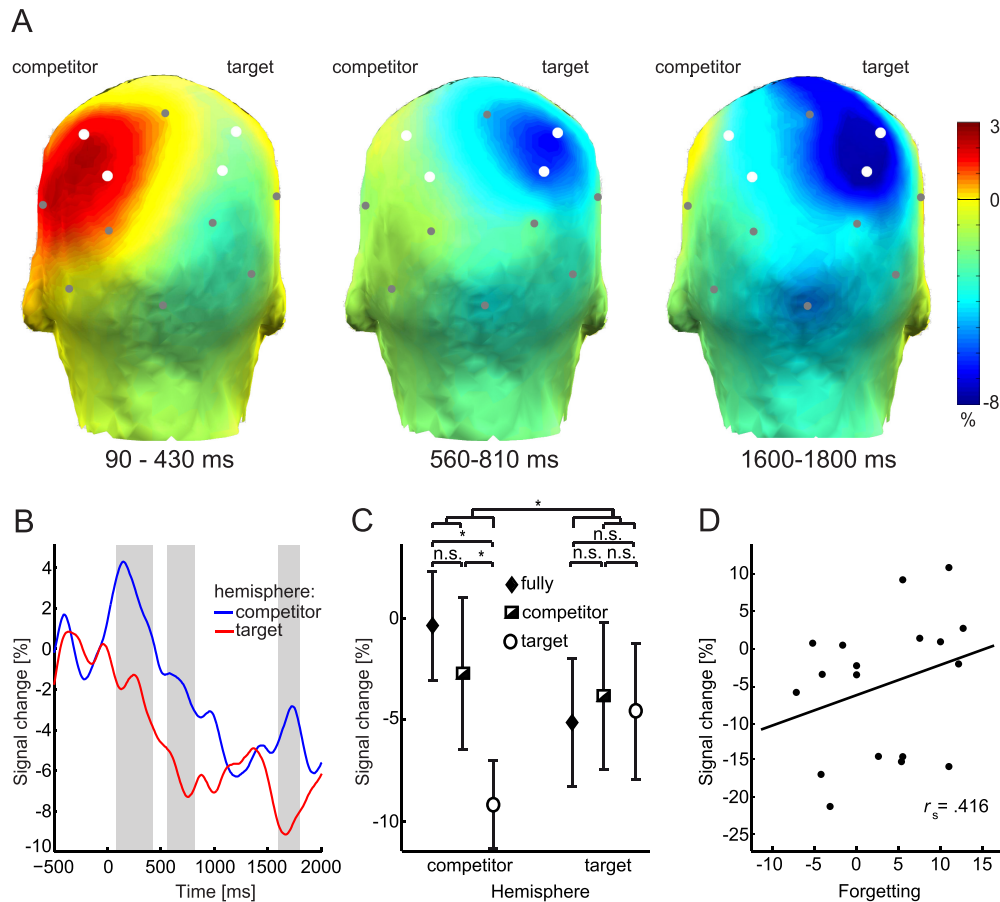 A
competitor target competitor target competitor target
3
0
-8
%
90 - 430 ms 560-810 ms 1600-1800 ms
B
4
2
0
-2
-4
-6
-8
-10
Signal change [%]
hemisphere:
competitor
target
−500 0 500 1000 1500 2000
Time [ms]
C
*
*
n.s.
n.s. *
n.s. n.s.
fully
competitor
target
0
-5
-10
Signal change [%]
competitor target
Hemisphere
D
10
5
0
-5
-10
-15
-20
-25
Signal change [%]
rs= .416
-10 -5 0 5 10 15
Forgetting